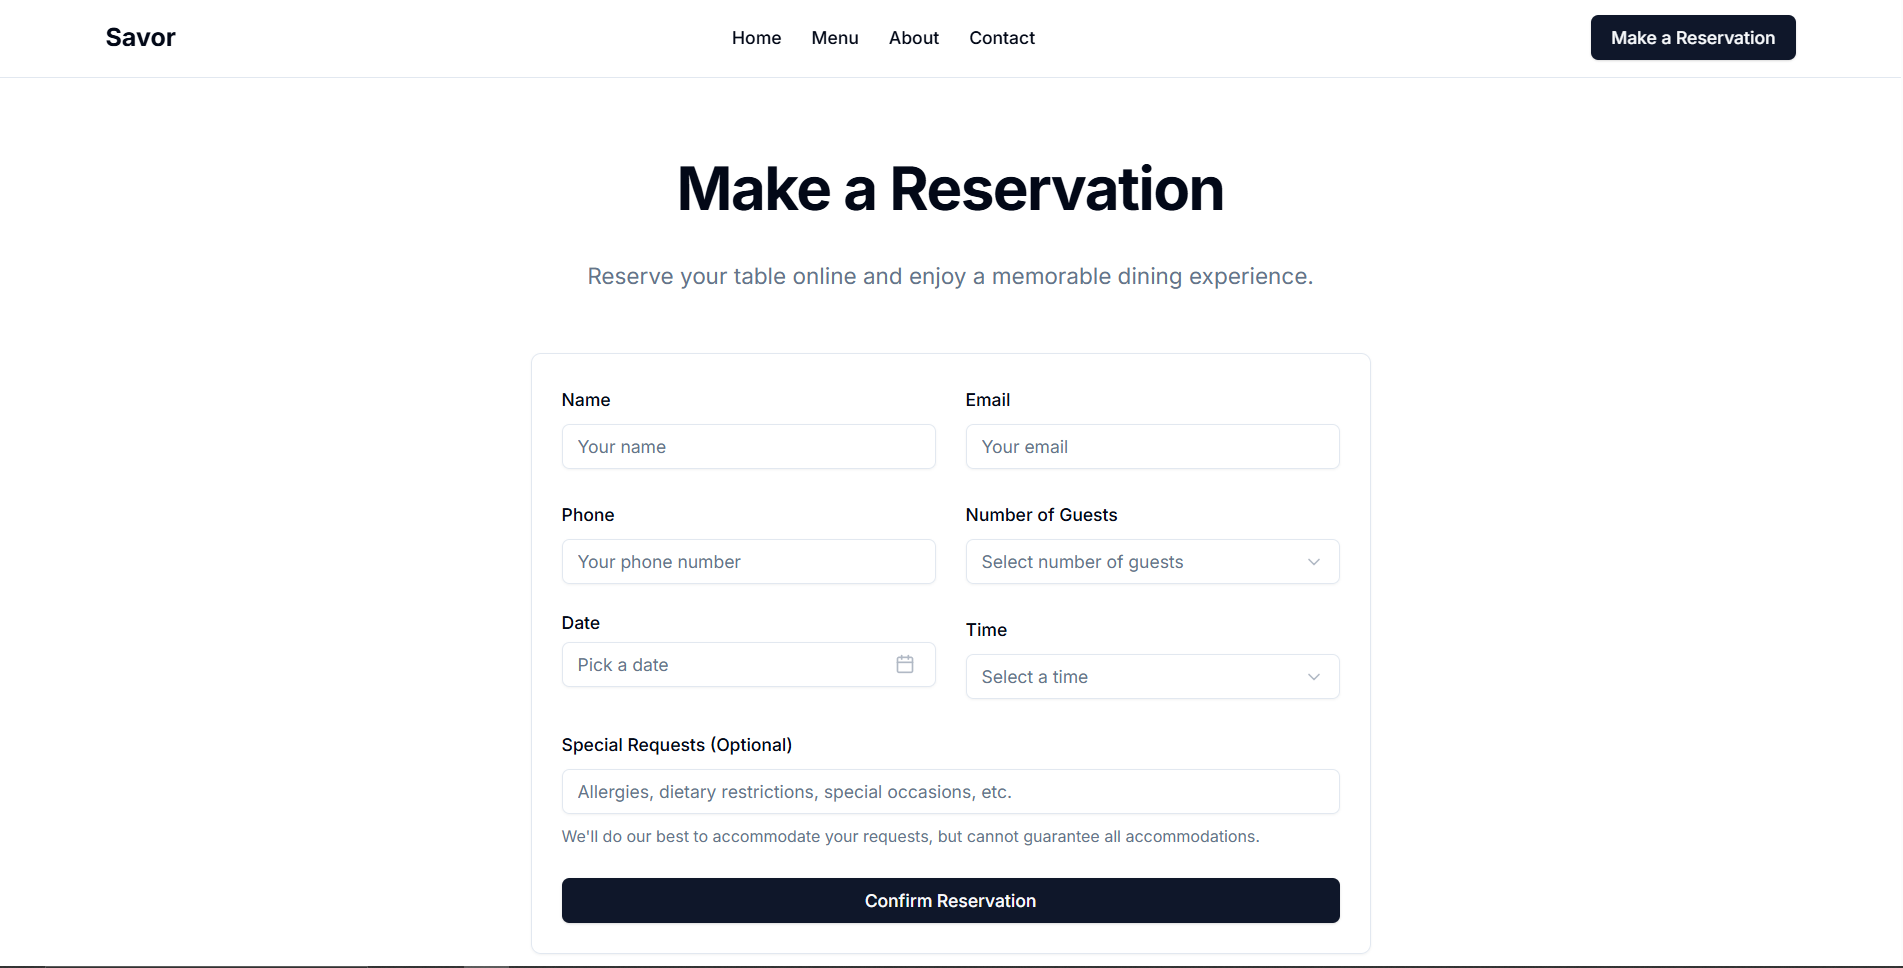 Savor
Home
Menu
About
Contact
Make a Reservation
Make a Reservation
Reserve your table online and enjoy a memorable dining experience.
Name
Your name
Email
Your email
Phone
Your phone number
Number of Guests
Select number of guests
Date
Pick a date
Time
Select a time
Special Requests (Optional)
Allergies, dietary restrictions, special occasions, etc.
We'll do our best to accommodate your requests, but cannot guarantee all accommodations.
Confirm Reservation